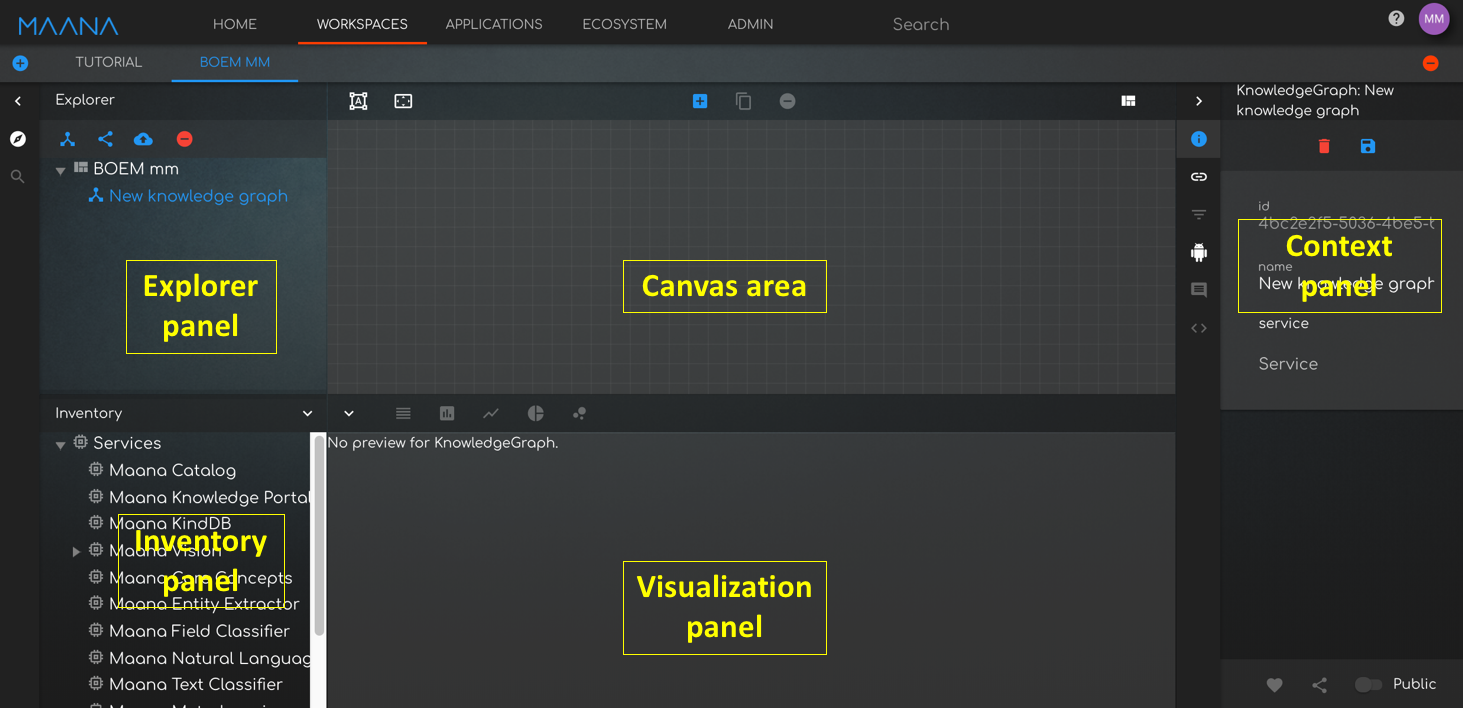 MAANA
HOME
WORKSPACES
APPLICATIONS
ECOSYSTEM
ADMIN
Search
MM
TUTORIAL
BOEM MM
Explorer
BOEM mm
New knowledge graph
Explorer
panel
Canvas area
KnowledgeGraph: New
knowledge graph
id
4bc2e2f5-5036-4be5-t
Context
panel
name
New knowledge graph
service
Service
Inventory
Services
Maana Catalog
Maana Knowledge Portal
Maana KindDB
Maana Vision
Maana Core Concepts
Maana Entity Extractor
Maana Field Classifier
Maana Natural Languag
Maana Text Classifier
Inventory
panel
No preview for KnowledgeGraph.
Visualization
panel
Public